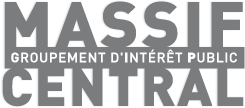 MASSIF
GROUPEMENT D'INTÉRÊT PUBLIC
CENTRAL